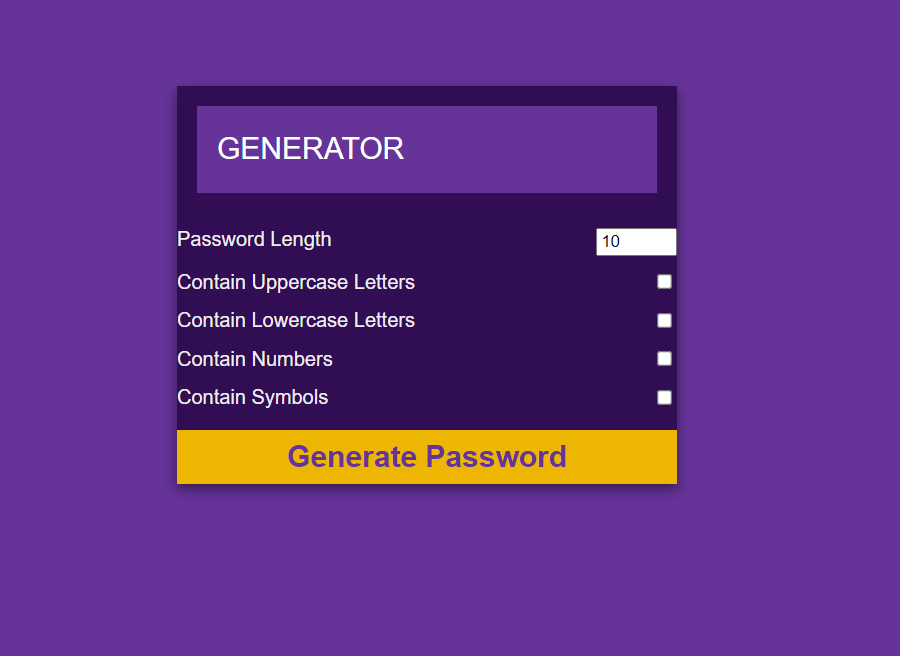 GENERATOR
Password Length 10
Contain Uppercase Letters
Contain Lowercase Letters
Contain Numbers
Contain Symbols
Generate Password